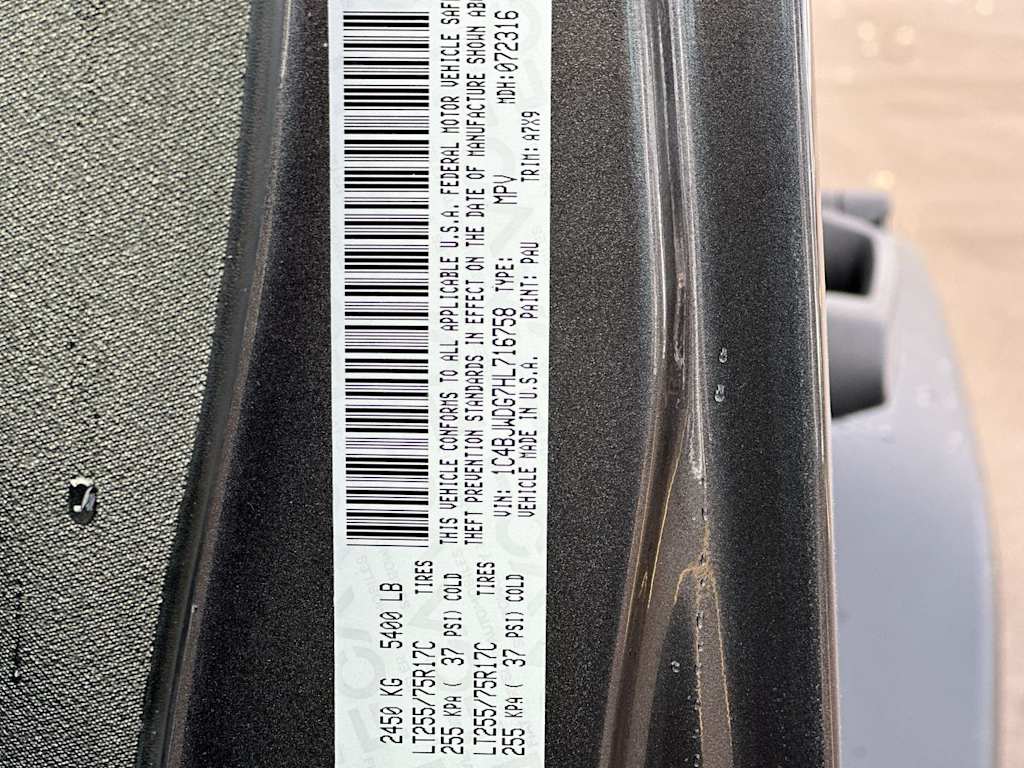 2450 KG 5400 LB
LT255/75R17C TIRES
255 KPA ( 37 PSI) COLD
LT255/75R17C TIRES
255 KPA ( 37 PSI) COLD
THIS VEHICLE CONFORMS TO ALL APPLICABLE U.S.A. FEDERAL MOTOR VEHICLE
THEFT PREVENTION STANDARDS IN EFFECT ON THE DATE OF MANUFACTURE SHOWN
VIN: 1C4BJWDG7HL716758 TYPE: MPV MDH:072316
VEHICLE MADE IN U.S.A. PAINT: PAU TRIM: A7X9